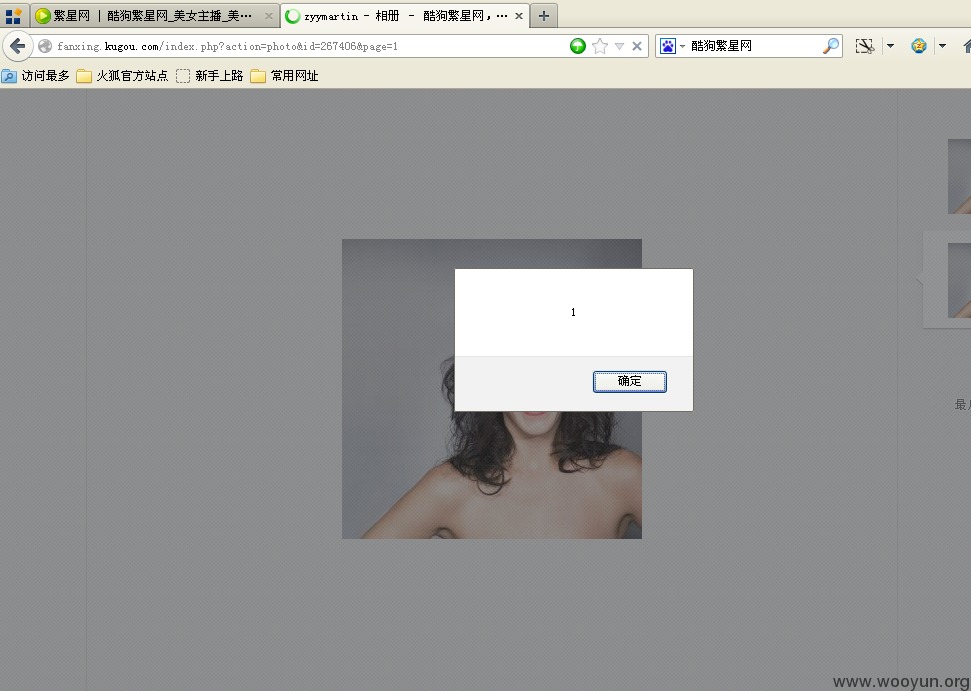 繁星网 | 酷狗繁星网_美女主播_美···
zyymartin - 相册 - 酷狗繁星网，···
fanxing.kugou.com/index.php?action=photo&id=267406&page=1
酷狗繁星网
访问最多
火狐官方站点
新手上路
常用网址
1
确定
www.wooyun.org